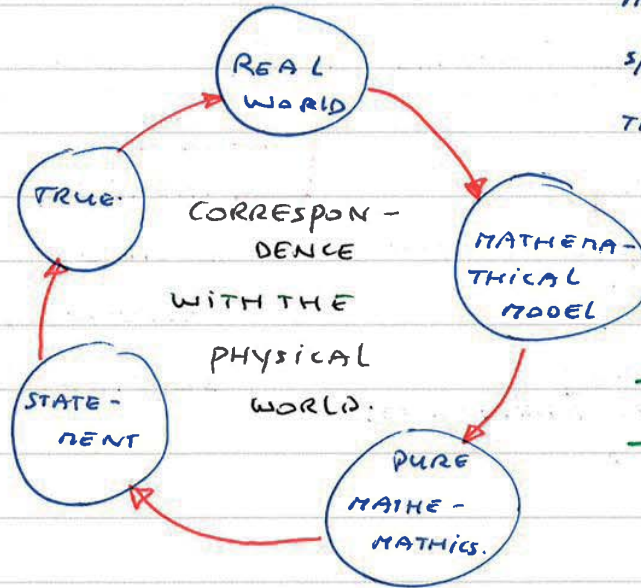 REAL
WORLD
TRUE.
CORRESPON-
DENCE
WITH THE
PHYSICAL
WORLD.
MATHEMA-
THICAL
MODEL
STATE-
MENT
PURE
MATHE-
MATHICS.